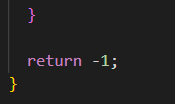 }
return -1;
}